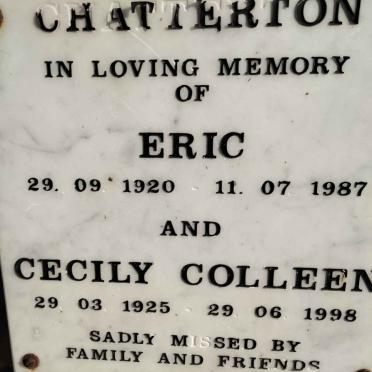 CHATTERTON
IN LOVING MEMORY
OF
ERIC
29. 09 1920 11. 07 1987
AND
CECILY COLLEEN
29 03 1925 29 06 1998
SADLY MISSED BY
FAMILY AND FRIENDS